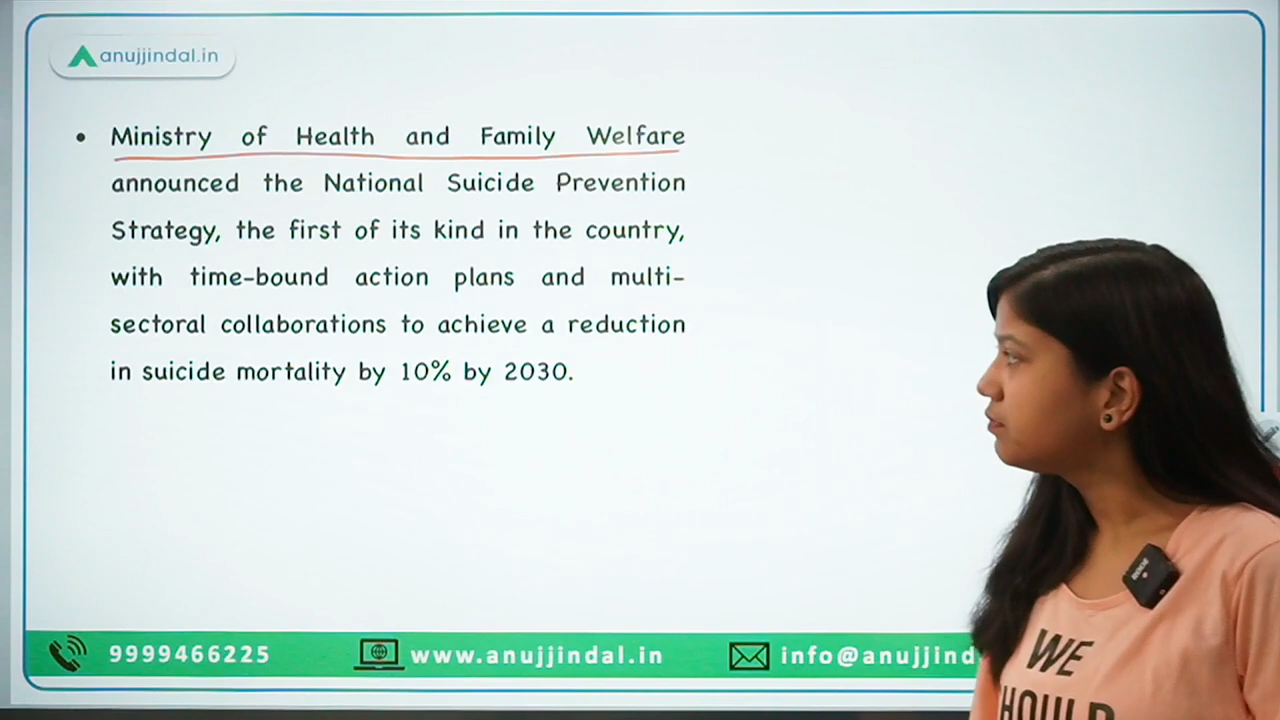 anujjindal.in
• Ministry of Health and Family Welfare
announced the National Suicide Prevention
Strategy, the first of its kind in the country,
with time-bound action plans and multi-
sectoral collaborations to achieve a reduction
in suicide mortality by 10% by 2030.
9999466225
www.anujjindal.in
info@anujjind
WE